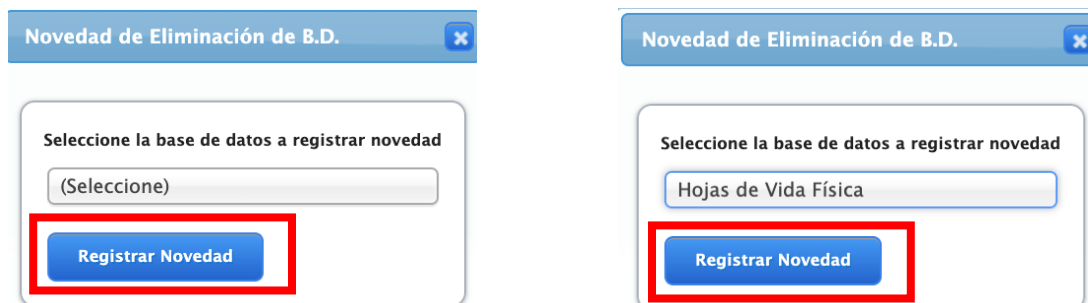 Novedad de Eliminación de B.D.
Seleccione la base de datos a registrar novedad
(Seleccione)
Registrar Novedad
Novedad de Eliminación de B.D.
Seleccione la base de datos a registrar novedad
Hojas de Vida Física
Registrar Novedad